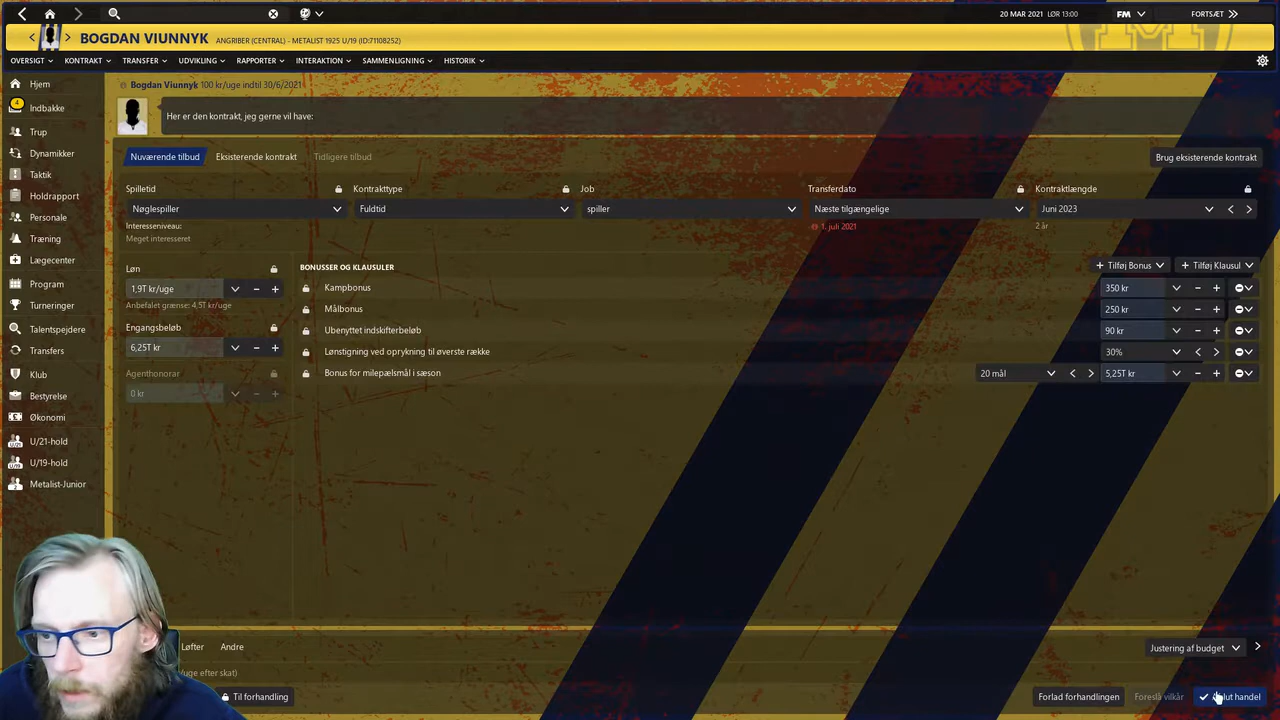 20 MAR 2021 LØR 13:00
FM
FORTSÆT
BOGDAN VIUNNYK ANGRIBER (CENTRAL) - METALIST 1925 U/19 (ID:71108252)
OVERSIGT KONTRAKT TRANSFER UDVIKLING RAPPORTER INTERAKTION SAMMENLIGNING HISTORIK
Hjem
4
Indbakke
Trup
Dynamikker
Taktik
Holdrapport
Personale
Træning
Lægecenter
Program
Turneringer
Talentspejdere
Transfers
Klub
Bestyrelse
Økonomi
U/21-hold
U/19-hold
Metalist-Junior
Bogdan Viunnyk 100 kr/uge indtil 30/6/2021
Her er den kontrakt, jeg gerne vil have:
Nuværende tilbud Eksisterende kontrakt Tidligere tilbud
Brug eksisterende kontrakt
Spilletid Kontrakttype Job Transferdato Kontraktlængde
Nøglespiller Fuldtid spiller Næste tilgængelige Juni 2023
Interesseniveau: 1. juli 2021 2 år
Meget interesseret
Løn
1,9T kr/uge
Anbefalet grænse: 4,5T kr/uge
Engangsbeløb
6,25T kr
Agenthonorar
0 kr
BONUSSER OG KLAUSULER
+ Tilføj Bonus + Tilføj Klausul
Kampbonus 350 kr
Målbonus 250 kr
Ubenyttet indskifterbeløb 90 kr
Lønstigning ved oprykning til øverste række 30%
Bonus for milepælsmål i sæson 20 mål 5,25T kr
Løfter Andre
Justering af budget
/uge efter skat)
Til forhandling
Forlad forhandlingen Foreslå vilkår handel